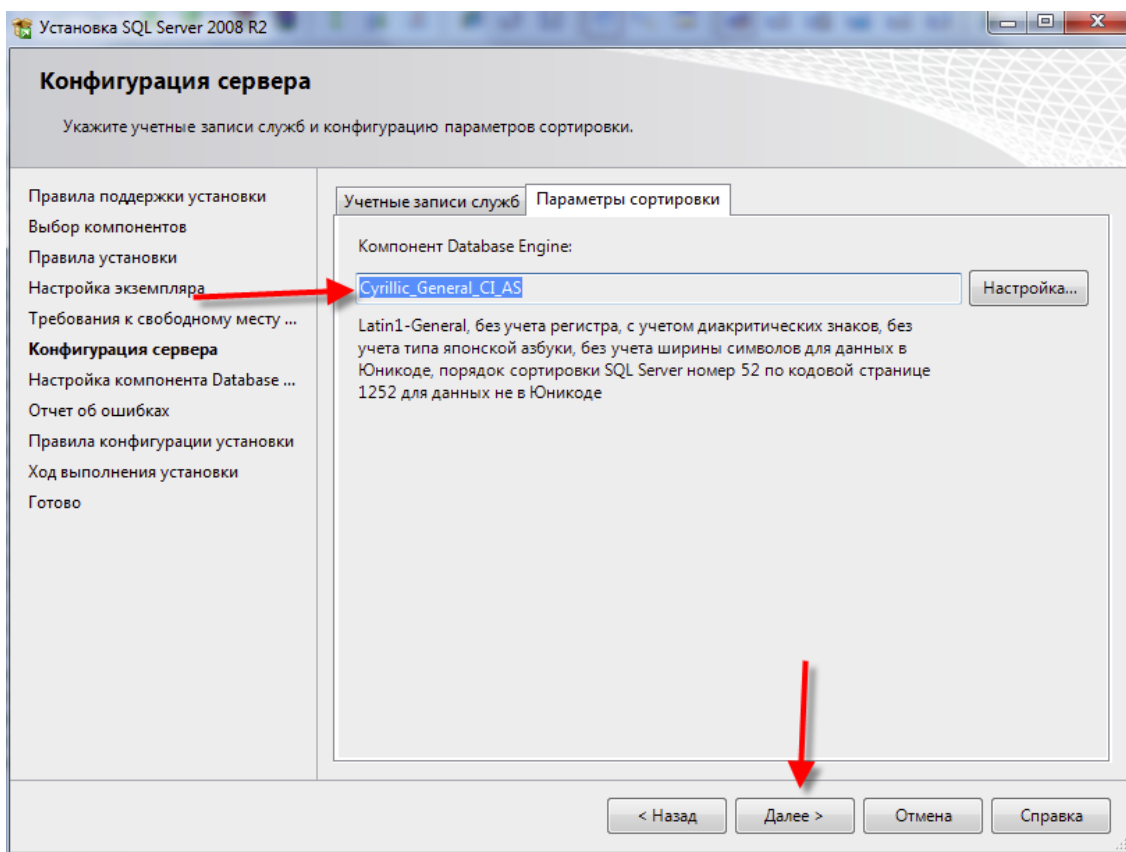 Установка SQL Server 2008 R2
Конфигурация сервера
Укажите учетные записи служб и конфигурацию параметров сортировки.
Правила поддержки установки
Выбор компонентов
Правила установки
Настройка экземпляра
Требования к свободному месту ...
Конфигурация сервера
Настройка компонента Database ...
Отчет об ошибках
Правила конфигурации установки
Ход выполнения установки
Готово
Учетные записи служб
Параметры сортировки
Компонент Database Engine:
Cyrillic_General_CI_AS
Настройка...
Latin1-General, без учета регистра, с учетом диакритических знаков, без
учета типа японской азбуки, без учета ширины символов для данных в
Юникоде, порядок сортировки SQL Server номер 52 по кодовой странице
1252 для данных не в Юникоде
< Назад
Далее >
Отмена
Справка